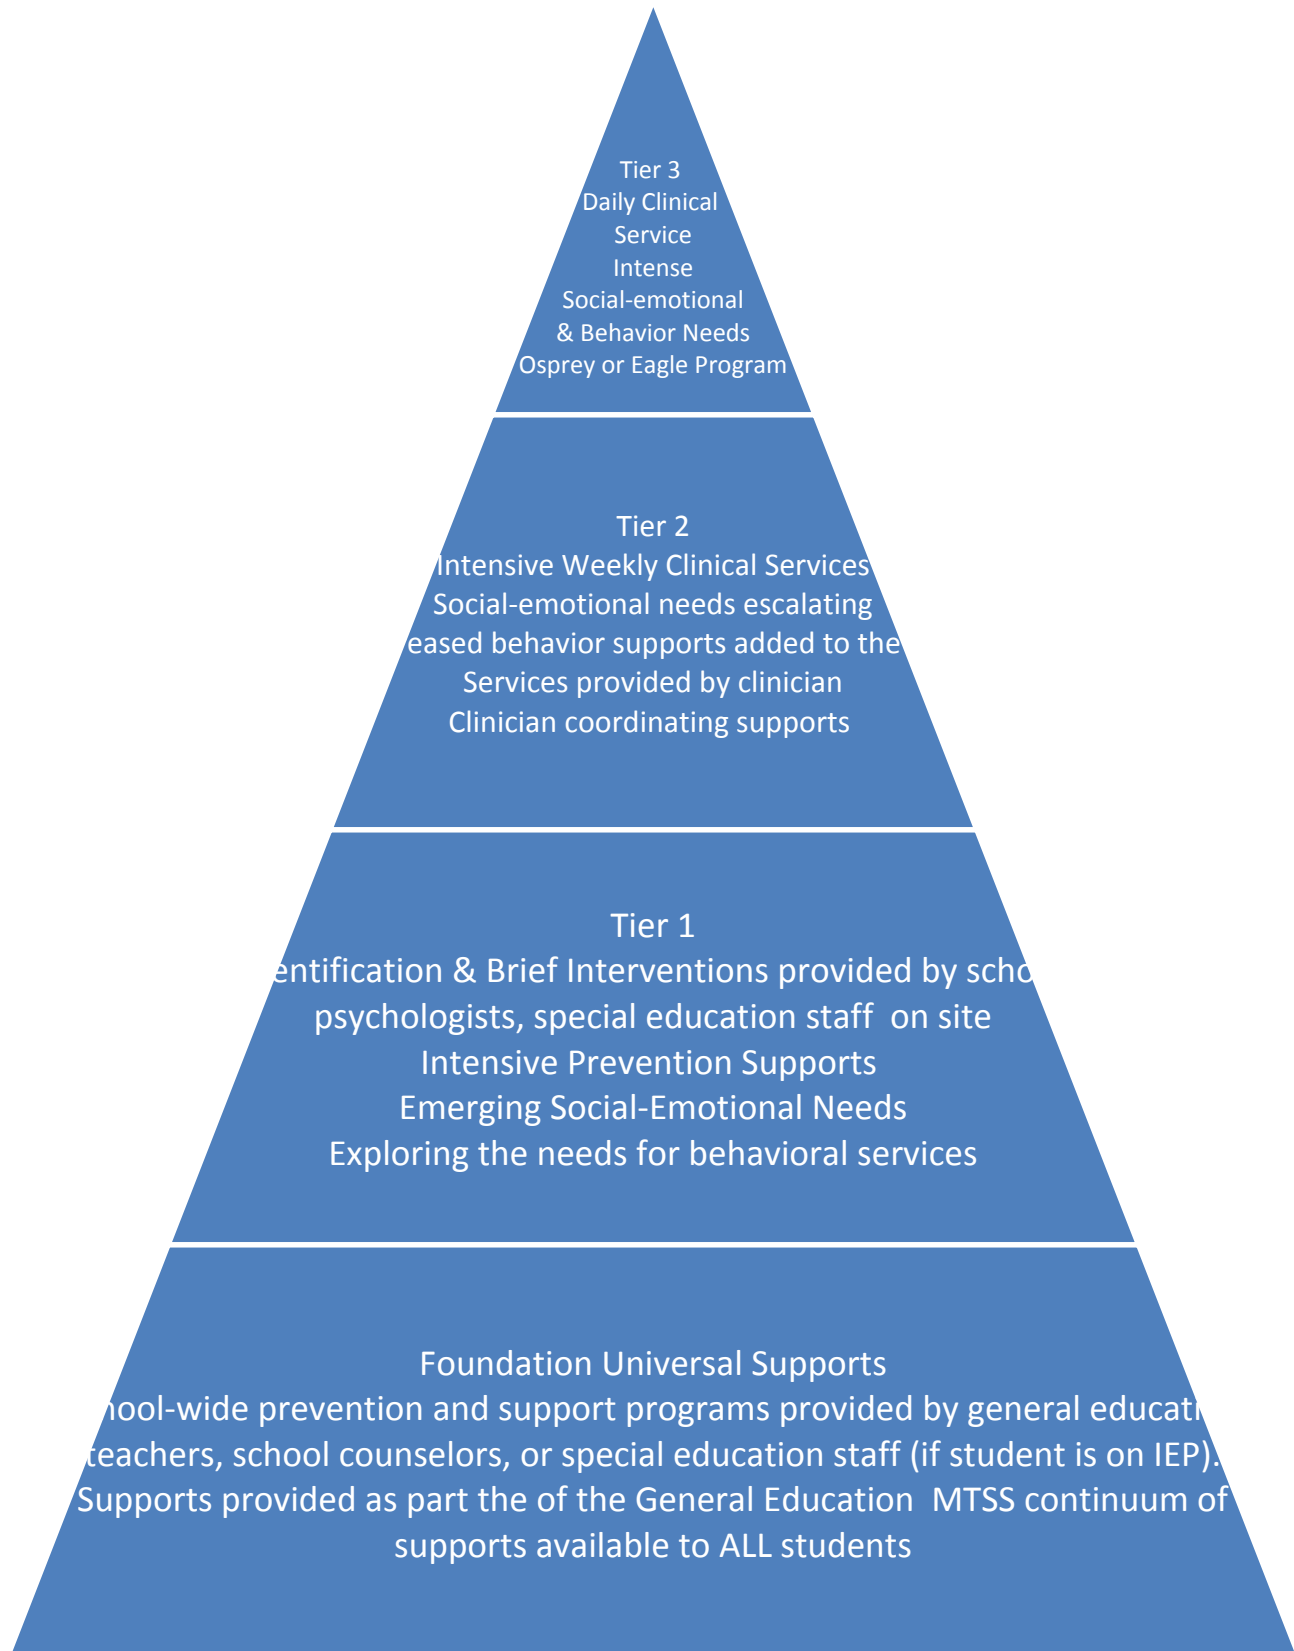 Tier 3
Daily Clinical
Service
Intense
Social-emotional
& Behavior Needs
Osprey or Eagle Program
Tier 2
Intensive Weekly Clinical Services
Social-emotional needs escalating
eased behavior supports added to the
Services provided by clinician
Clinician coordinating supports
Tier 1
entification & Brief Interventions provided by scho
psychologists, special education staff on site
Intensive Prevention Supports
Emerging Social-Emotional Needs
Exploring the needs for behavioral services
Foundation Universal Supports
hool-wide prevention and support programs provided by general educati
teachers, school counselors, or special education staff (if student is on IEP).
Supports provided as part the of the General Education MTSS continuum of
supports available to ALL students